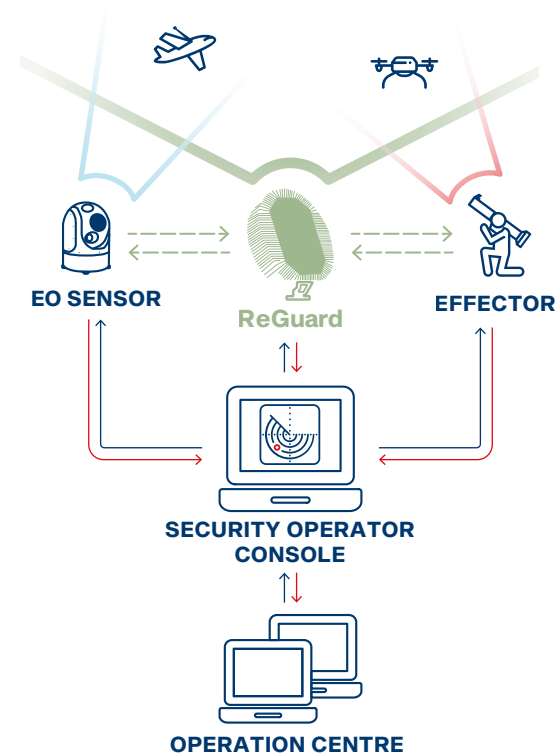 EO SENSOR
ReGuard
EFFECTOR
SECURITY OPERATOR
CONSOLE
OPERATION CENTRE